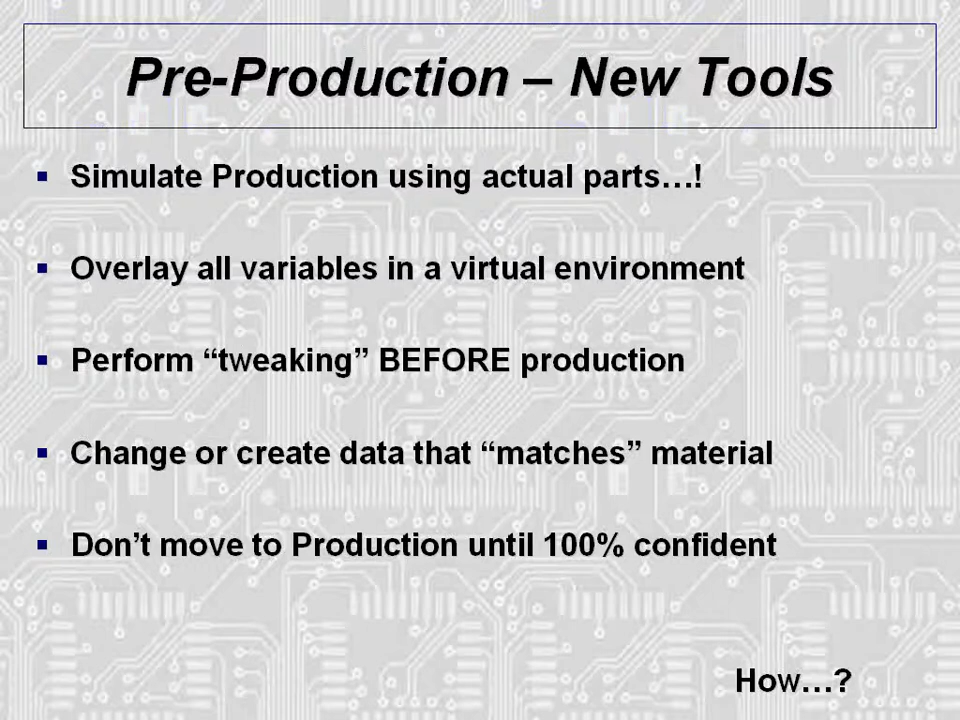 Pre-Production – New Tools
▪ Simulate Production using actual parts…!
▪ Overlay all variables in a virtual environment
▪ Perform “tweaking” BEFORE production
▪ Change or create data that “matches” material
▪ Don’t move to Production until 100% confident
How…?